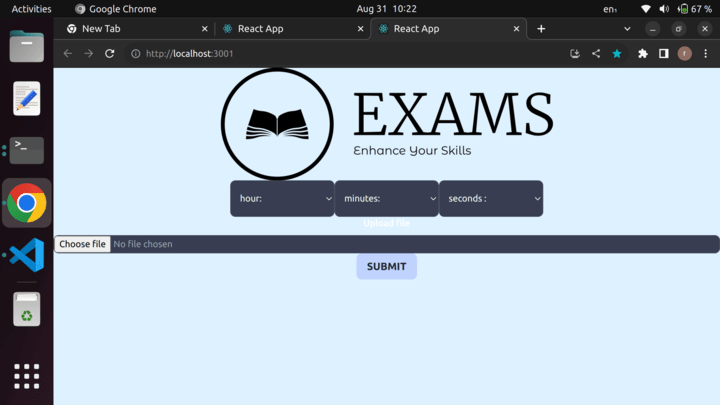 Activities
Google Chrome
Aug 31 10:22
en₁
67 %
New Tab
React App
React App
http://localhost:3001
r
EXAMS
Enhance Your Skills
hour:
minutes:
seconds :
Upload file
Choose file
No file chosen
SUBMIT